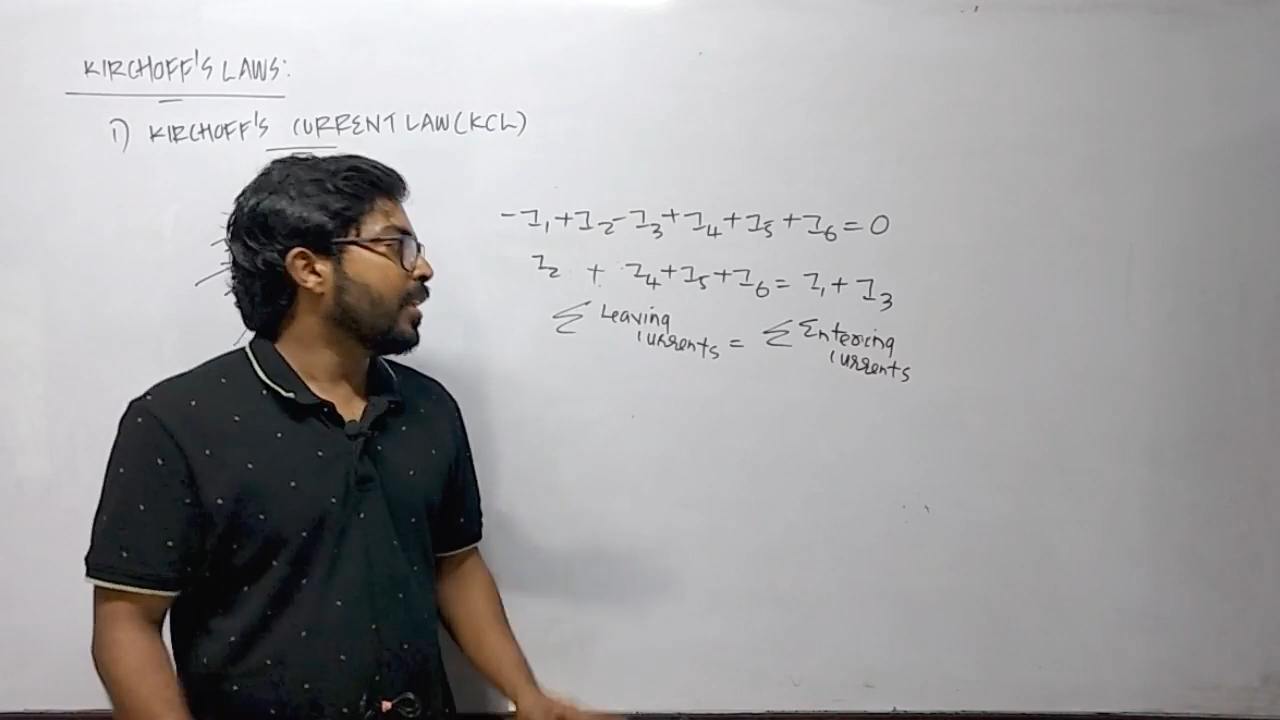 KIRCHOFF'S LAWS:
1) KIRCHOFF'S CURRENT LAW (KCL)
-I₁+I₂-I₃+I₄+I₅+I₆=0
I₂ + I₄+I₅+I₆= I₁+I₃
Σ Leaving currents = Σ Entering currents